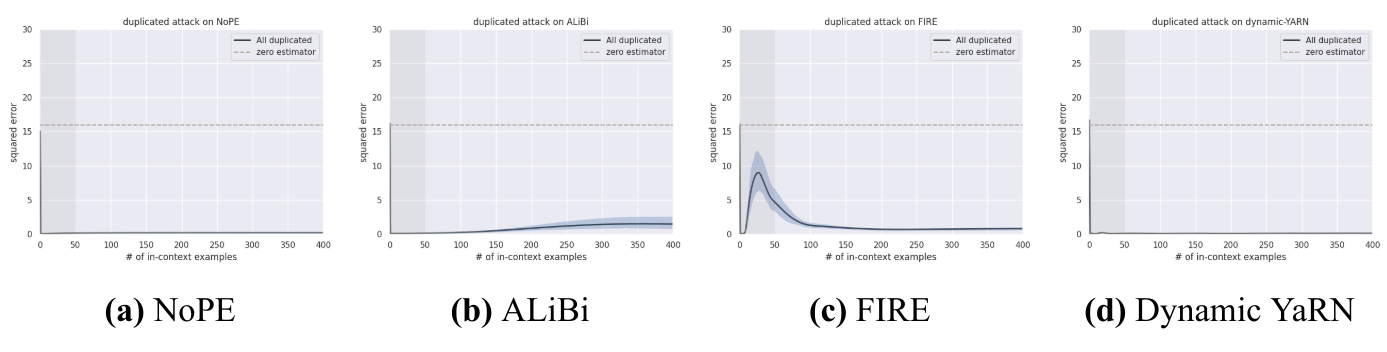 duplicated attack on NoPE
30
25
20
15
10
5
0
squared error
All duplicated
zero estimator
0 50 100 150 200 250 300 350 400
# of in-context examples
(a) NoPE
duplicated attack on ALiBi
30
25
20
15
10
5
0
squared error
All duplicated
zero estimator
0 50 100 150 200 250 300 350 400
# of in-context examples
(b) ALiBi
duplicated attack on FIRE
30
25
20
15
10
5
0
squared error
All duplicated
zero estimator
0 50 100 150 200 250 300 350 400
# of in-context examples
(c) FIRE
duplicated attack on dynamic-YARN
30
25
20
15
10
5
0
squared error
All duplicated
zero estimator
0 50 100 150 200 250 300 350 400
# of in-context examples
(d) Dynamic YaRN